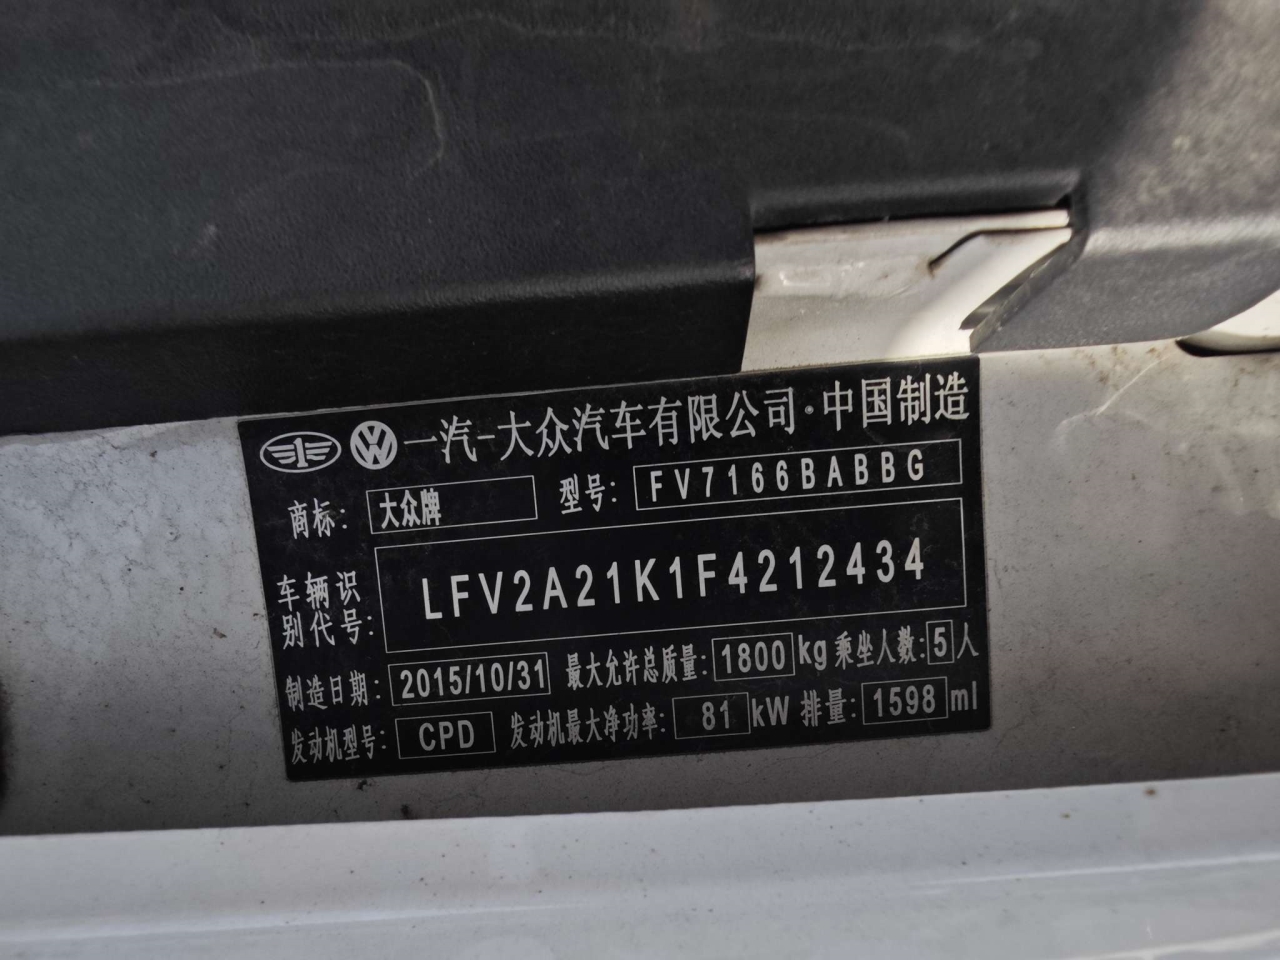 一汽-大众汽车有限公司·中国制造
商标: 大众牌 型号: FV7166BABBG
车辆识别代号: LFV2A21K1F4212434
制造日期: 2015/10/31 最大允许总质量: 1800 kg 乘坐人数: 5 人
发动机型号: CPD 发动机最大净功率: 81 kW 排量: 1598 ml